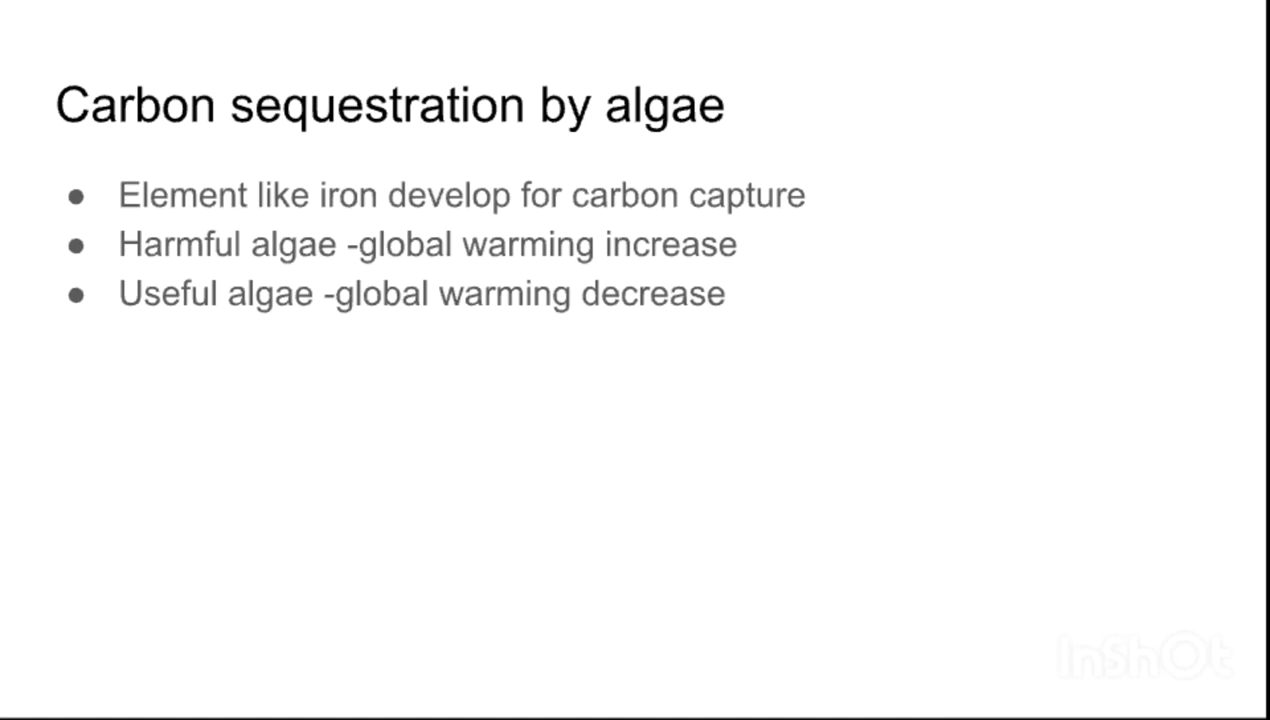 Carbon sequestration by algae
● Element like iron develop for carbon capture
● Harmful algae -global warming increase
● Useful algae -global warming decrease
InShOt